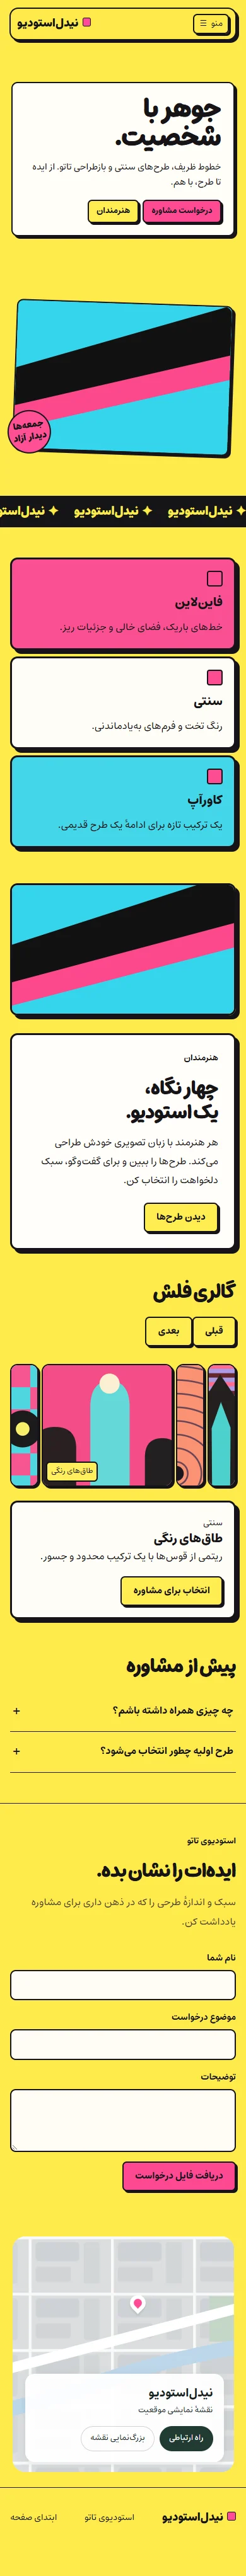 نیدل‌استودیو
منو ☰
جوهر با
شخصیت.
خطوط ظریف، طرح‌های سنتی و بازطراحی تاتو. از ایده
تا طرح، با هم.
درخواست مشاوره
هنرمندان
جمعه‌ها
دیدار آزاد
✦ نیدل‌استودیو ✦ نیدل‌استودیو ✦
فاین‌لاین
خط‌های باریک، فضای خالی و جزئیات ریز.
سنتی
رنگ تخت و فرم‌های به‌یادماندنی.
کاورآپ
یک ترکیب تازه برای ادامهٔ یک طرح قدیمی.
هنرمندان
چهار نگاه،
یک استودیو.
هر هنرمند با زبان تصویری خودش طراحی
می‌کند. طرح‌ها را ببین و برای گفت‌وگو، سبک
دلخواهت را انتخاب کن.
دیدن طرح‌ها
گالری فلش
قبلی
بعدی
طاق‌های رنگی
سنتی
طاق‌های رنگی
ریتمی از قوس‌ها با یک ترکیب محدود و جسور.
انتخاب برای مشاوره
پیش از مشاوره
چه چیزی همراه داشته باشم؟ +
طرح اولیه چطور انتخاب می‌شود؟ +
استودیوی تاتو
ایده‌ات را نشان بده.
سبک و اندازهٔ طرحی را که در ذهن داری برای مشاوره
یادداشت کن.
نام شما
موضوع درخواست
توضیحات
دریافت فایل درخواست
نیدل‌استودیو
نقشهٔ نمایشی موقعیت
راه ارتباطی
بزرگ‌نمایی نقشه
نیدل‌استودیو
استودیوی تاتو
ابتدای صفحه